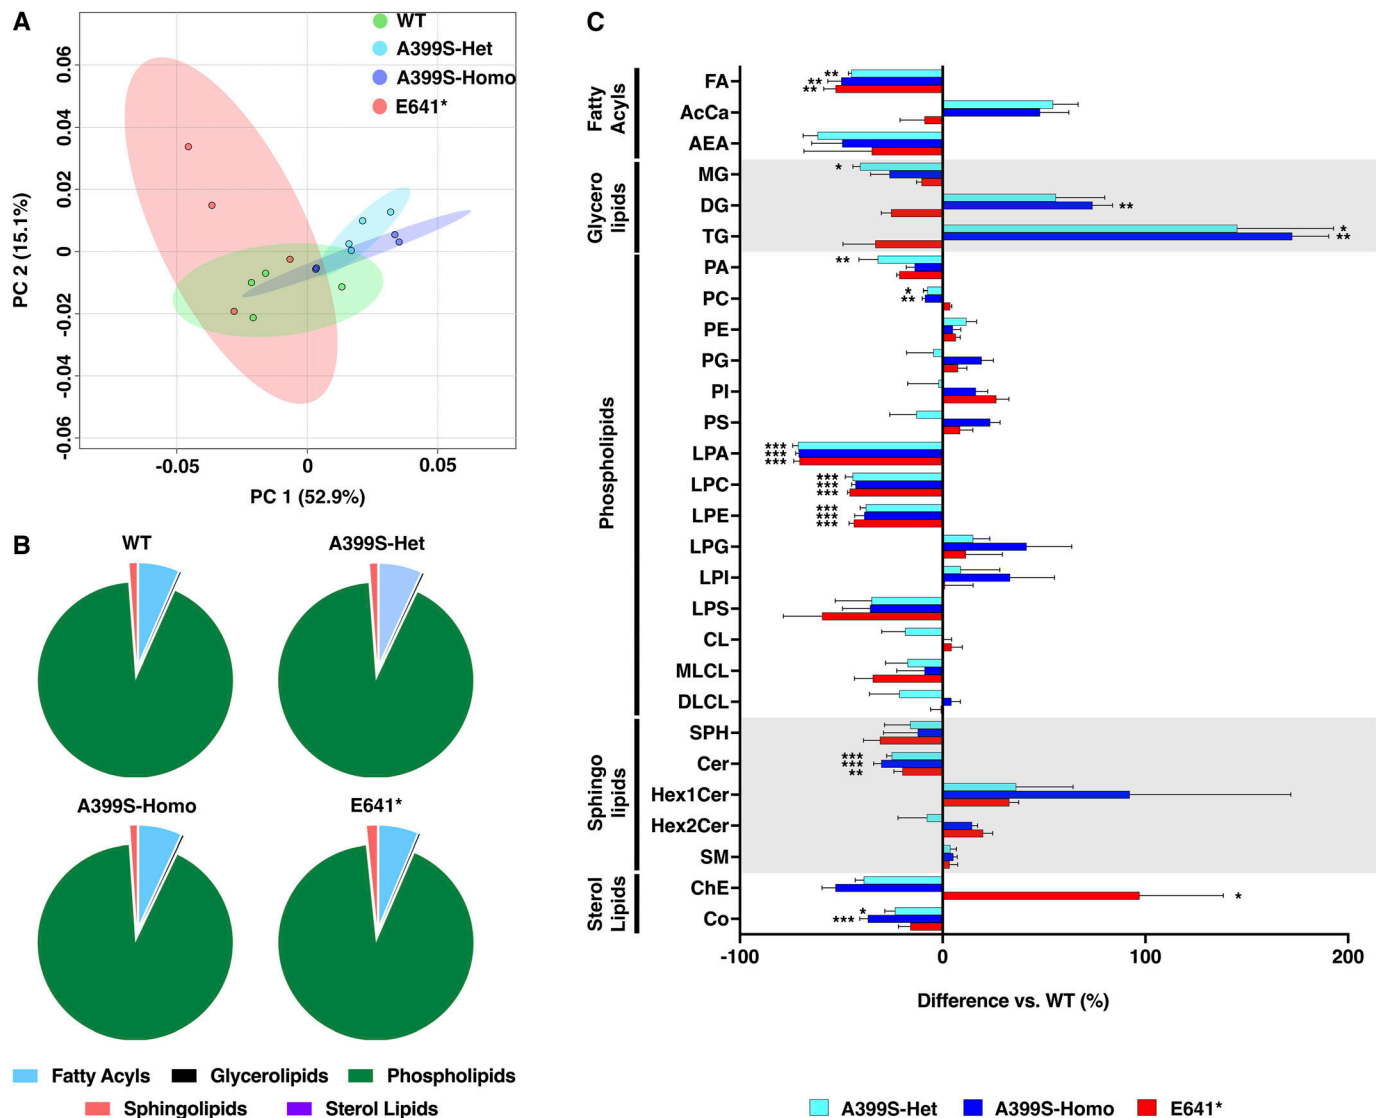 A
WT
A399S-Het
A399S-Homo
E641*
PC 2 (15.1%)
0.06
0.04
0.02
0
-0.02
-0.04
-0.06
-0.05
0
0.05
PC 1 (52.9%)
B
WT
A399S-Het
A399S-Homo
E641*
Fatty Acyls
Glycerolipids
Phospholipids
Sphingolipids
Sterol Lipids
C
Fatty
Acyls
Glycero
lipids
Phospholipids
Sphingo
lipids
Sterol
Lipids
FA
**
**
**
AcCa
AEA
MG
*
DG
**
TG
*
**
PA
**
PC
*
**
PE
PG
PI
PS
LPA
***
***
***
LPC
***
***
***
LPE
***
***
***
LPG
LPI
LPS
CL
MLCL
DLCL
SPH
Cer
***
***
**
Hex1Cer
Hex2Cer
SM
ChE
*
Co
*
***
-100
0
100
200
Difference vs. WT (%)
A399S-Het
A399S-Homo
E641*